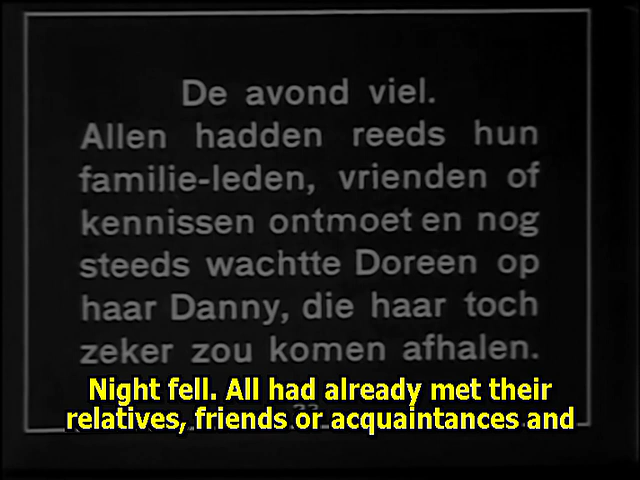 De avond viel.
Allen hadden reeds hun
familie-leden, vrienden of
kennissen ontmoet en nog
steeds wachtte Doreen op
haar Danny, die haar toch
zeker zou komen afhalen.
Night fell. All had already met their
relatives, friends or acquaintances and